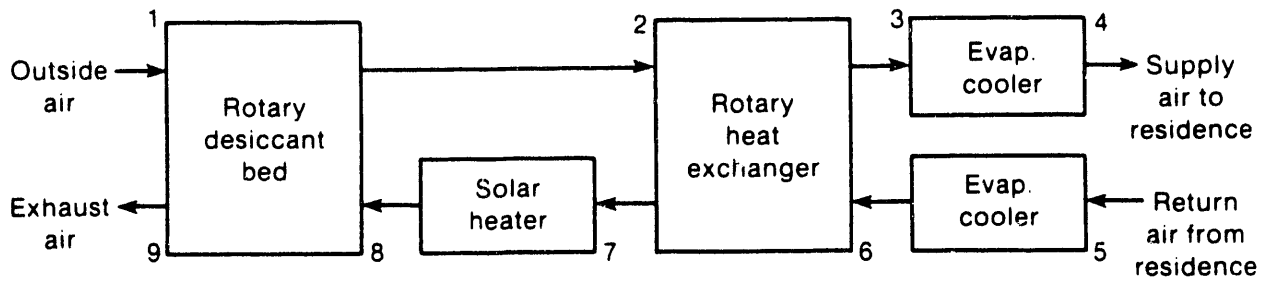 1
Outside
air
Rotary
desiccant
bed
Exhaust
air
9
8
Solar
heater
7
2
Rotary
heat
exchanger
6
3
Evap.
cooler
4
Supply
air to
residence
Evap.
cooler
5
Return
air from
residence